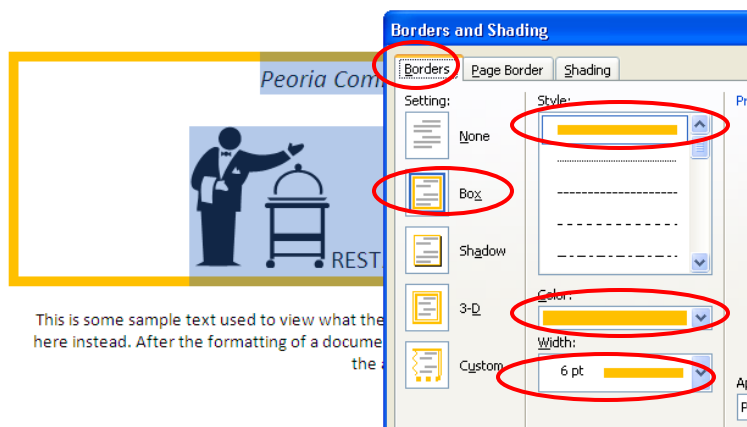 Borders and Shading
Borders Page Border Shading
Setting:
Style:
Pr
None
Box
Shadow
3-D
Custom
Color:
Width:
6 pt
Ap
P
Peoria Com
REST
This is some sample text used to view what the
here instead. After the formatting of a docume
the a